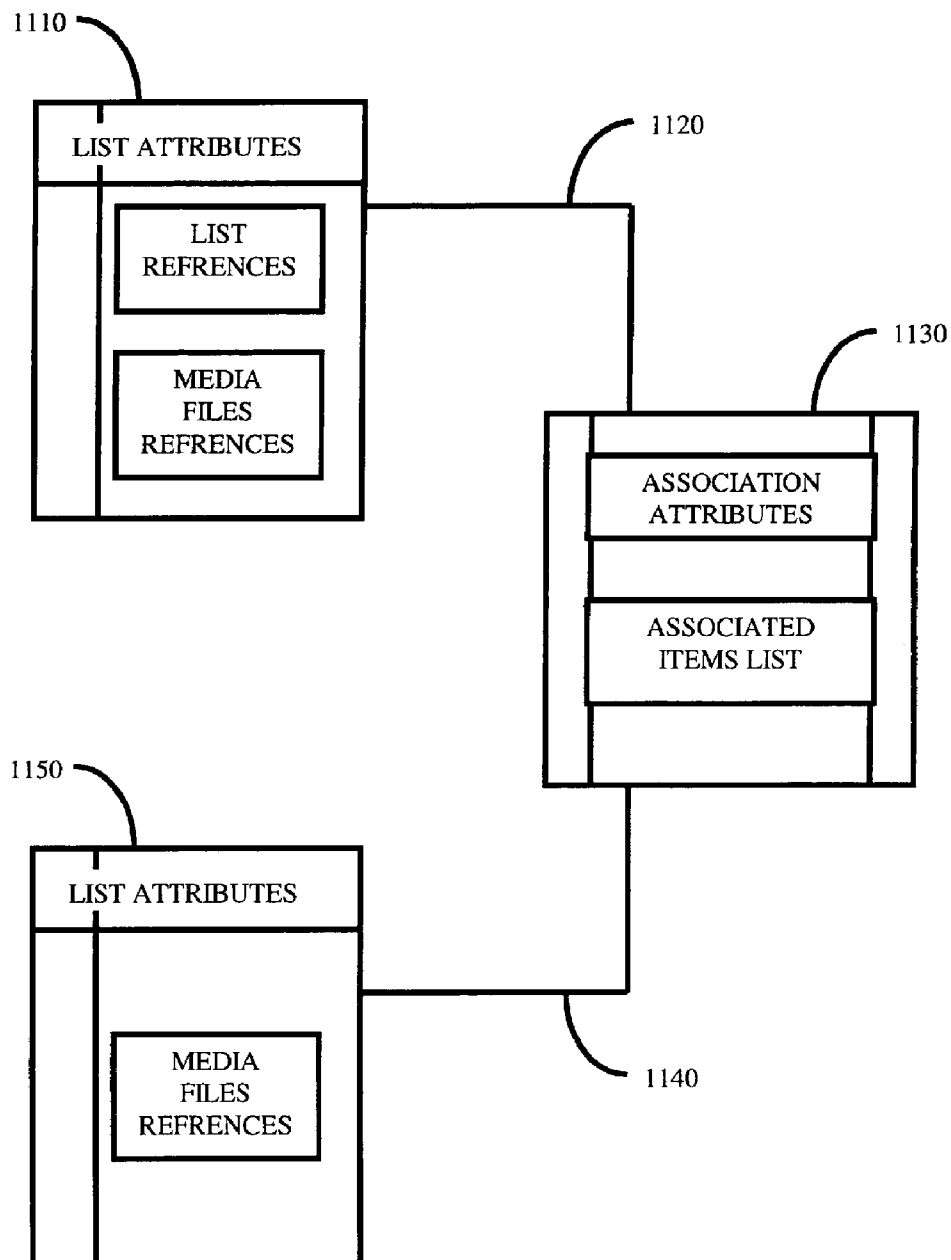 1110
LIST ATTRIBUTES
1120
LIST
REFRENCES
MEDIA
FILES
REFRENCES
1130
ASSOCIATION
ATTRIBUTES
ASSOCIATED
ITEMS LIST
1150
LIST ATTRIBUTES
MEDIA
FILES
REFRENCES
1140